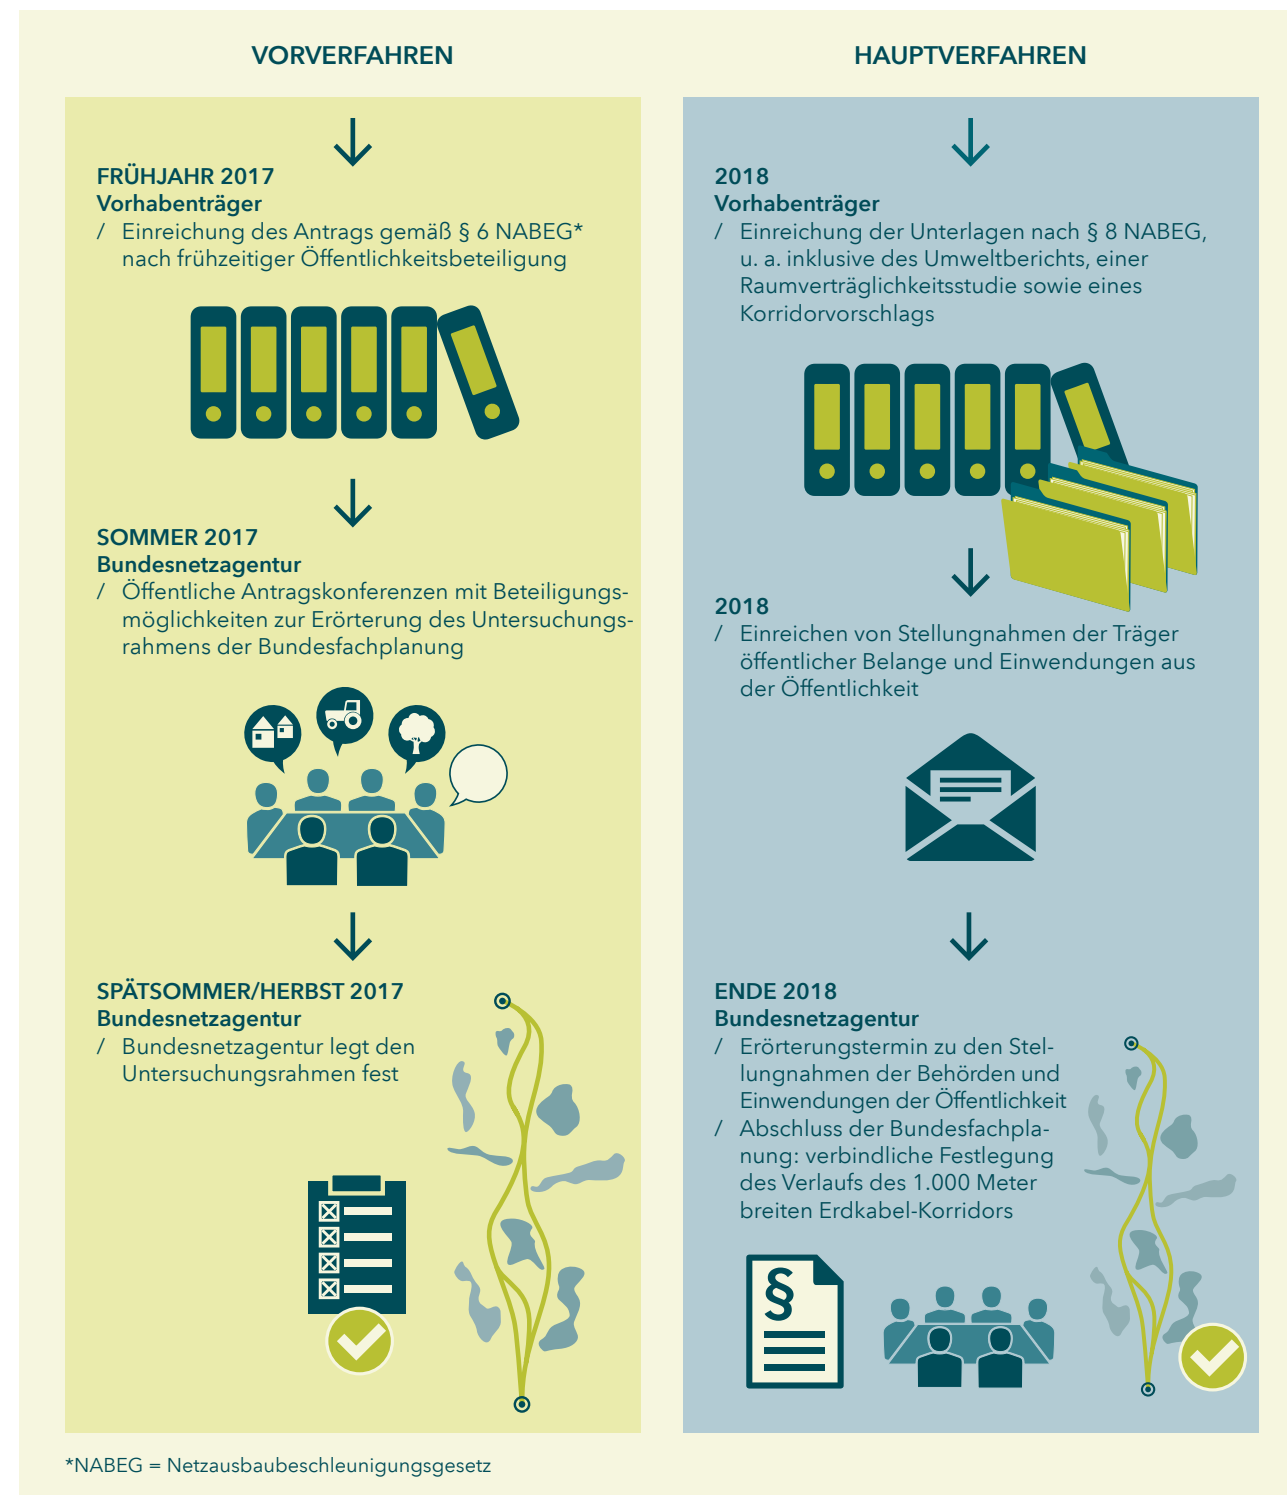 VORVERFAHREN
FRÜHJAHR 2017
Vorhabenträger
/ Einreichung des Antrags gemäß § 6 NABEG*
nach frühzeitiger Öffentlichkeitsbeteiligung
SOMMER 2017
Bundesnetzagentur
/ Öffentliche Antragskonferenzen mit Beteiligungs-
möglichkeiten zur Erörterung des Untersuchungs-
rahmens der Bundesfachplanung
SPÄTSOMMER/HERBST 2017
Bundesnetzagentur
/ Bundesnetzagentur legt den
Untersuchungsrahmen fest
HAUPTVERFAHREN
2018
Vorhabenträger
/ Einreichung der Unterlagen nach § 8 NABEG,
u. a. inklusive des Umweltberichts, einer
Raumverträglichkeitsstudie sowie eines
Korridorvorschlags
2018
/ Einreichen von Stellungnahmen der Träger
öffentlicher Belange und Einwendungen aus
der Öffentlichkeit
ENDE 2018
Bundesnetzagentur
/ Erörterungstermin zu den Stel-
lungnahmen der Behörden und
Einwendungen der Öffentlichkeit
/ Abschluss der Bundesfachpla-
nung: verbindliche Festlegung
des Verlaufs des 1.000 Meter
breiten Erdkabel-Korridors
§
*NABEG = Netzausbaubeschleunigungsgesetz